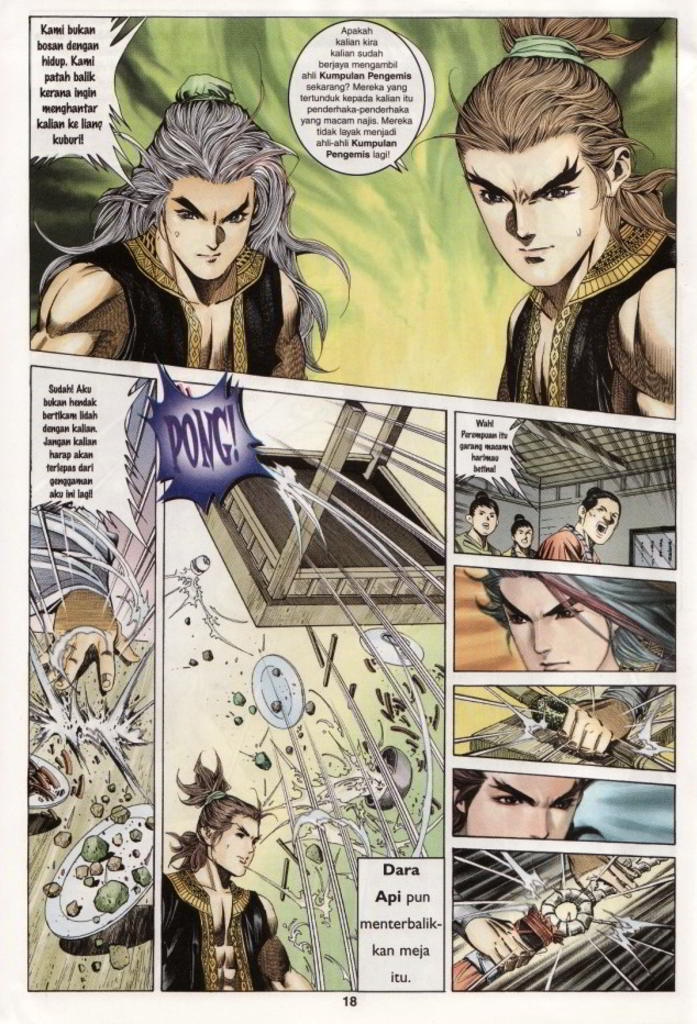 Kami bukan
bosan dengan
hidup. Kami
patah balik
kerana ingin
menghantar
kalian ke liang
kubur!!
Apakah
kalian kira
kalian sudah
berjaya mengambil
ahli Kumpulan Pengemis
sekarang? Mereka yang
tertunduk kepada kalian itu
penderhaka-penderhaka
yang macam najis. Mereka
tidak layak menjadi
ahli-ahli Kumpulan
Pengemis lagi!
Sudah! Aku
bukan hendak
bertikam lidah
dengan kalian.
Jangan kalian
harap akan
terlepas dari
genggaman
aku ini lagi!
PONG!
Wah!
Perempuan itu
garang macam
harimau
betina!
Dara
Api pun
menterbalik-
kan meja
itu.
18